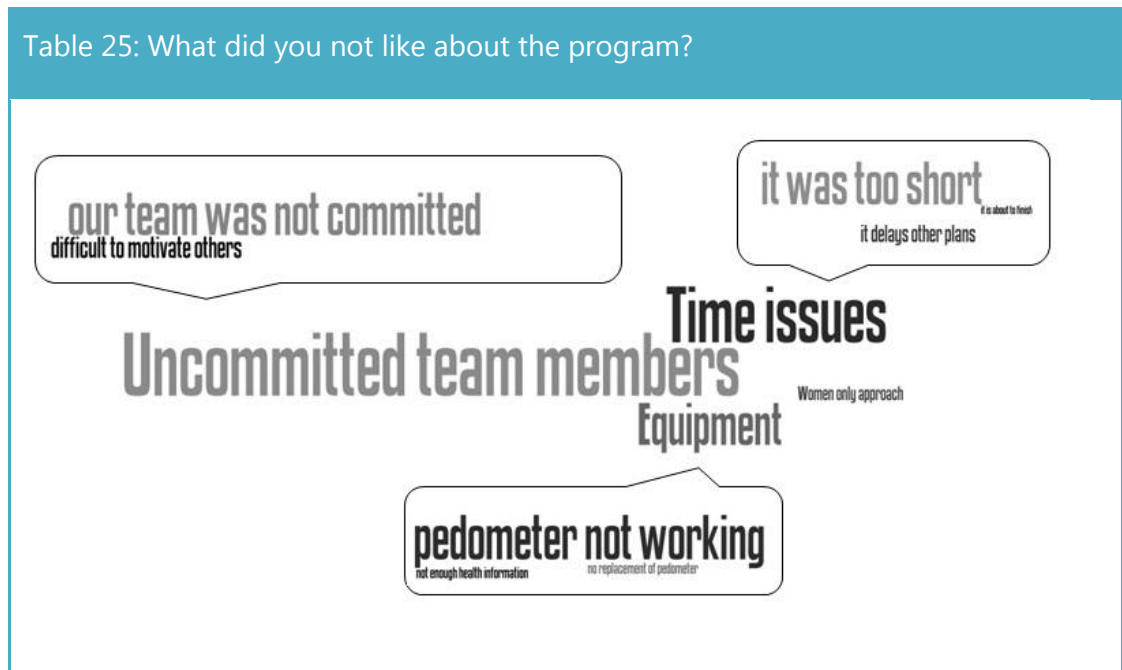 Table 25: What did you not like about the program?
our team was not committed
difficult to motivate others
it was too short
it is about to finish
it delays other plans
Time issues
Uncommitted team members
Women only approach
Equipment
pedometer not working
not enough health information
no replacement of pedometer